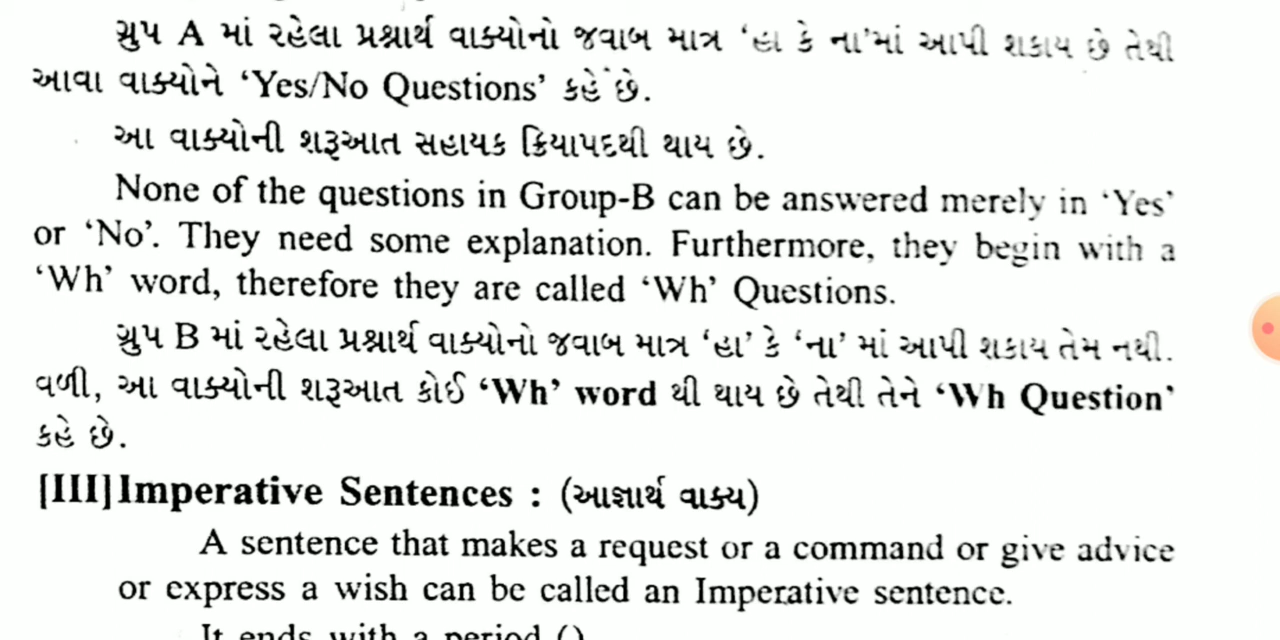 ગ્રુપ A માં રહેલા પ્રશ્નાર્થ વાક્યોનો જવાબ માત્ર ‘હા કે ના’માં આપી શકાય છે તેથી
આવા વાક્યોને ‘Yes/No Questions’ કહે છે.
આ વાક્યોની શરૂઆત સહાયક ક્રિયાપદથી થાય છે.
None of the questions in Group-B can be answered merely in ‘Yes’
or ‘No’. They need some explanation. Furthermore, they begin with a
‘Wh’ word, therefore they are called ‘Wh’ Questions.
ગ્રુપ B માં રહેલા પ્રશ્નાર્થ વાક્યોનો જવાબ માત્ર ‘હા’ કે ‘ના’ માં આપી શકાય તેમ નથી.
વળી, આ વાક્યોની શરૂઆત કોઈ ‘Wh’ word થી થાય છે તેથી તેને ‘Wh Question’
કહે છે.
[III] Imperative Sentences : (આજ્ઞાર્થ વાક્ય)
A sentence that makes a request or a command or give advice
or express a wish can be called an Imperative sentence.
It ends with a period ()